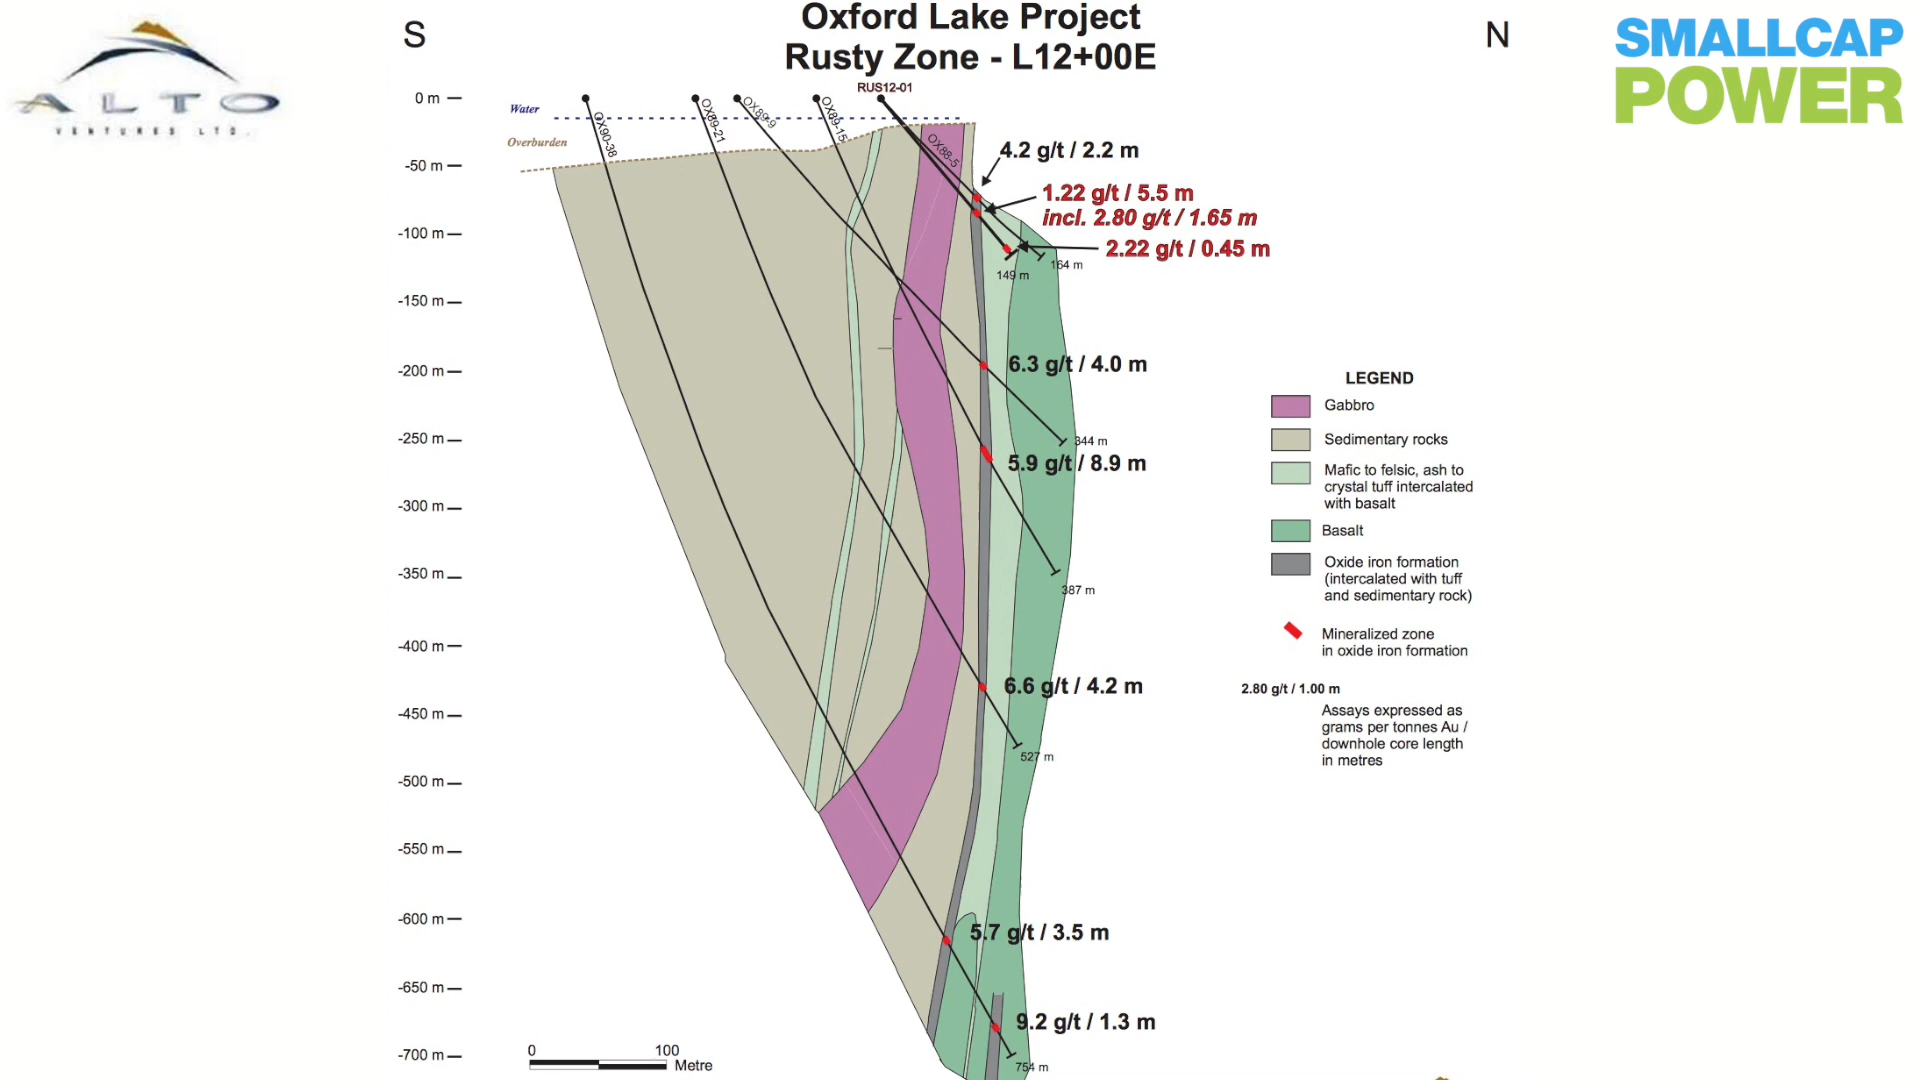 S
Oxford Lake Project
Rusty Zone - L12+00E
N
ALTO
VENTURES LTD.
SMALLCAP
POWER
RUS12-01
0 m
Water
Overburden
OX90-38
OX89-21
OX89-9
OX89-15
OX88-5
4.2 g/t / 2.2 m
-50 m
1.22 g/t / 5.5 m
incl. 2.80 g/t / 1.65 m
-100 m
2.22 g/t / 0.45 m
164 m
149 m
-150 m
6.3 g/t / 4.0 m
-200 m
344 m
-250 m
5.9 g/t / 8.9 m
-300 m
-350 m
387 m
-400 m
6.6 g/t / 4.2 m
-450 m
527 m
-500 m
-550 m
-600 m
5.7 g/t / 3.5 m
-650 m
9.2 g/t / 1.3 m
-700 m
754 m
0 100
Metre
LEGEND
Gabbro
Sedimentary rocks
Mafic to felsic, ash to
crystal tuff intercalated
with basalt
Basalt
Oxide iron formation
(intercalated with tuff
and sedimentary rock)
Mineralized zone
in oxide iron formation
2.80 g/t / 1.00 m
Assays expressed as
grams per tonnes Au /
downhole core length
in metres